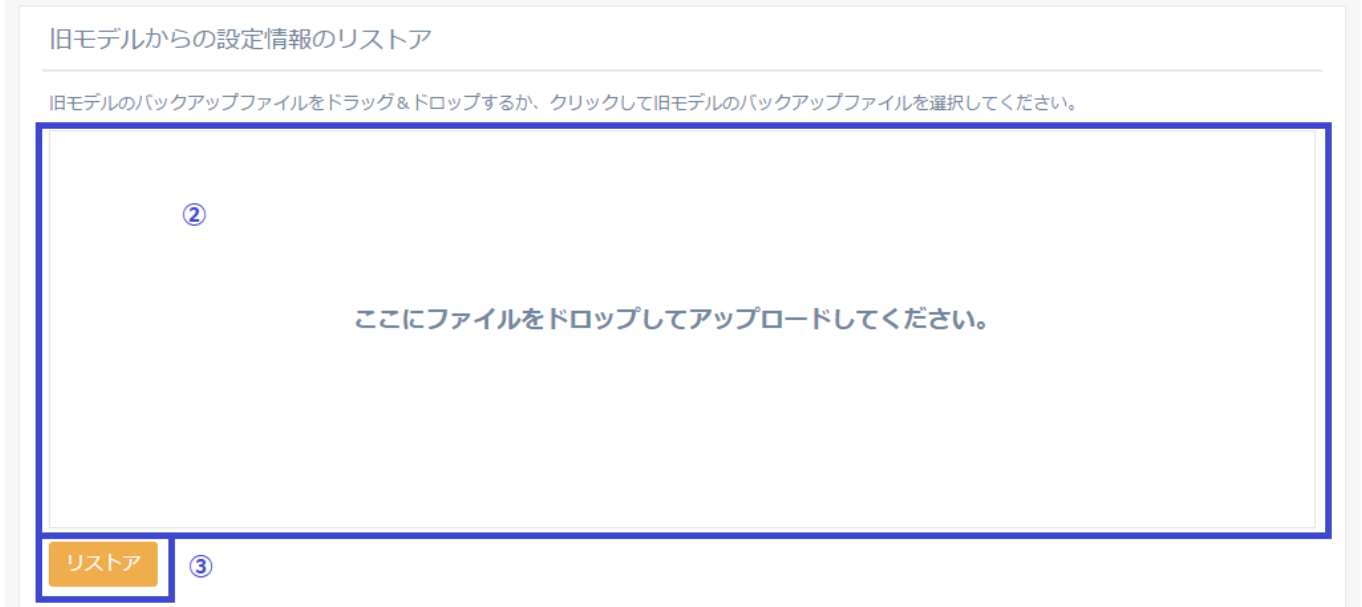 旧モデルからの設定情報のリストア
旧モデルのバックアップファイルをドラッグ&ドロップするか、クリックして旧モデルのバックアップファイルを選択してください。
②
ここにファイルをドロップしてアップロードしてください。
リストア
③